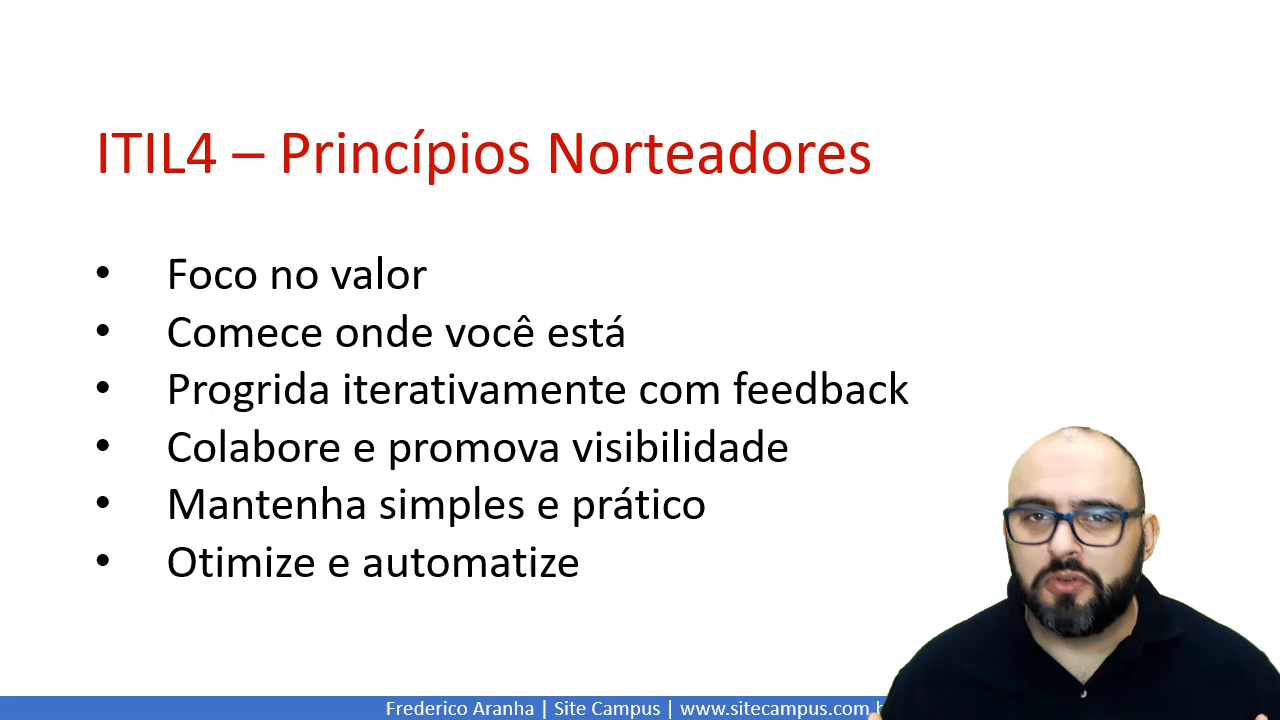 ITIL4 – Princípios Norteadores
• Foco no valor
• Comece onde você está
• Progrida iterativamente com feedback
• Colabore e promova visibilidade
• Mantenha simples e prático
• Otimize e automatize
Frederico Aranha | Site Campus | www.sitecampus.com.b